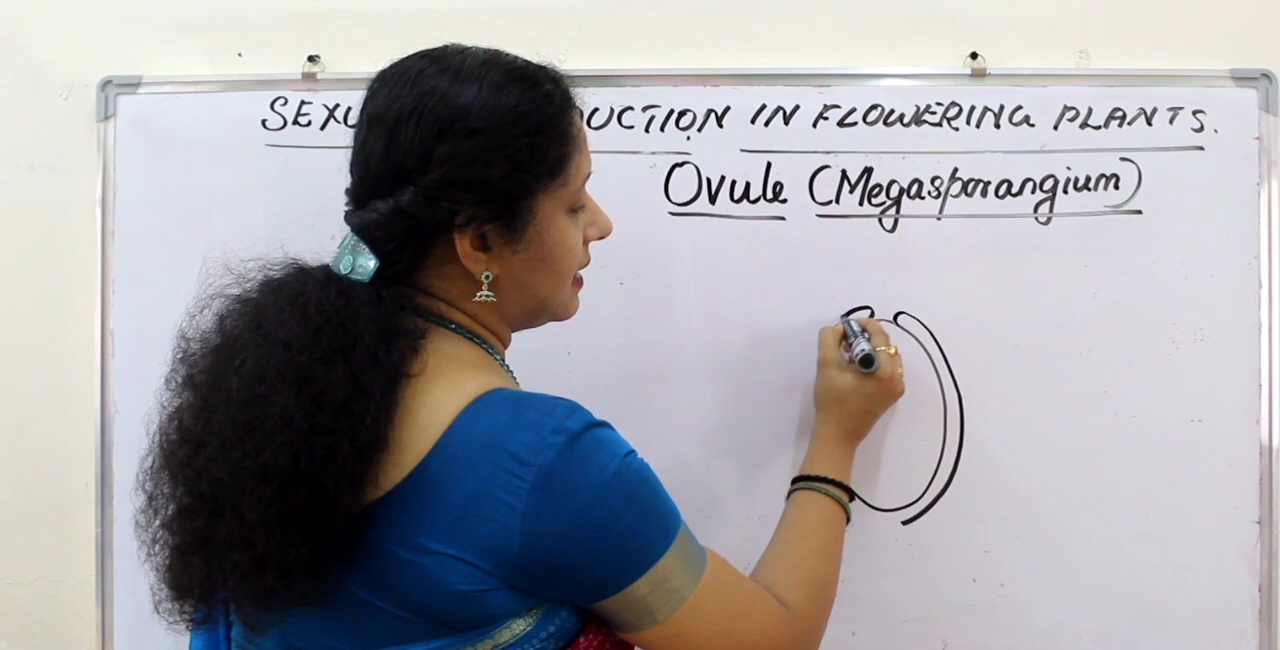 SEXU UCTION IN FLOWERING PLANTS.
Ovule (Megasporangium)